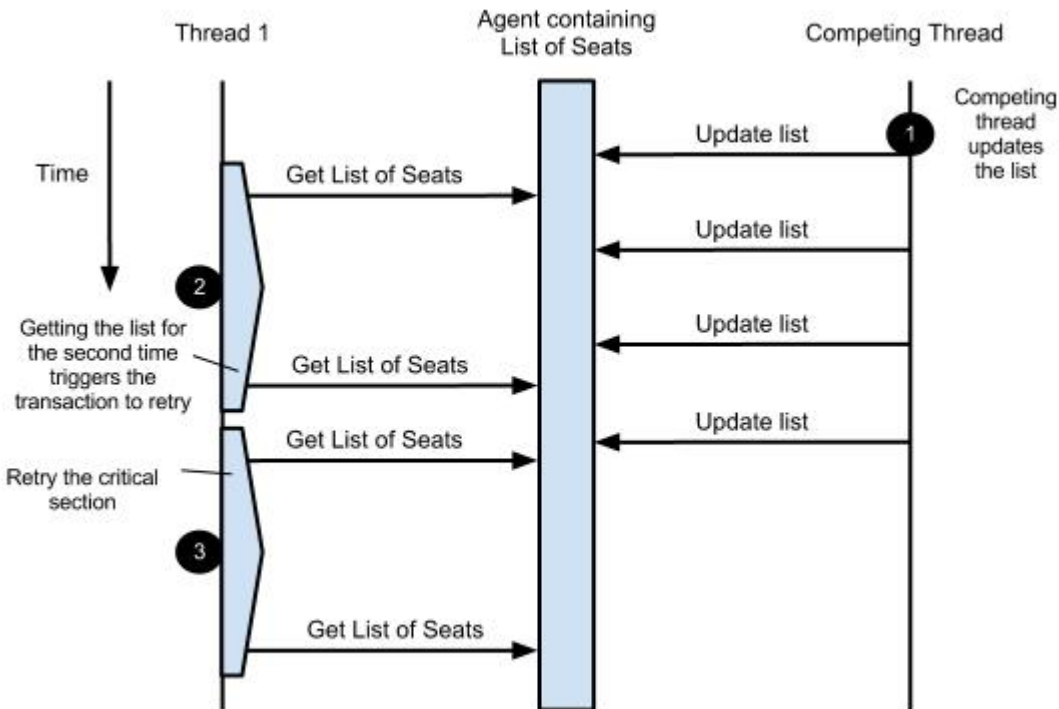 Thread 1
Agent containing
List of Seats
Competing Thread
1
Competing
thread
updates
the list
Update list
Time
Get List of Seats
Update list
2
Getting the list for
the second time
triggers the
transaction to retry
Update list
Get List of Seats
Update list
Get List of Seats
Retry the critical
section
3
Get List of Seats